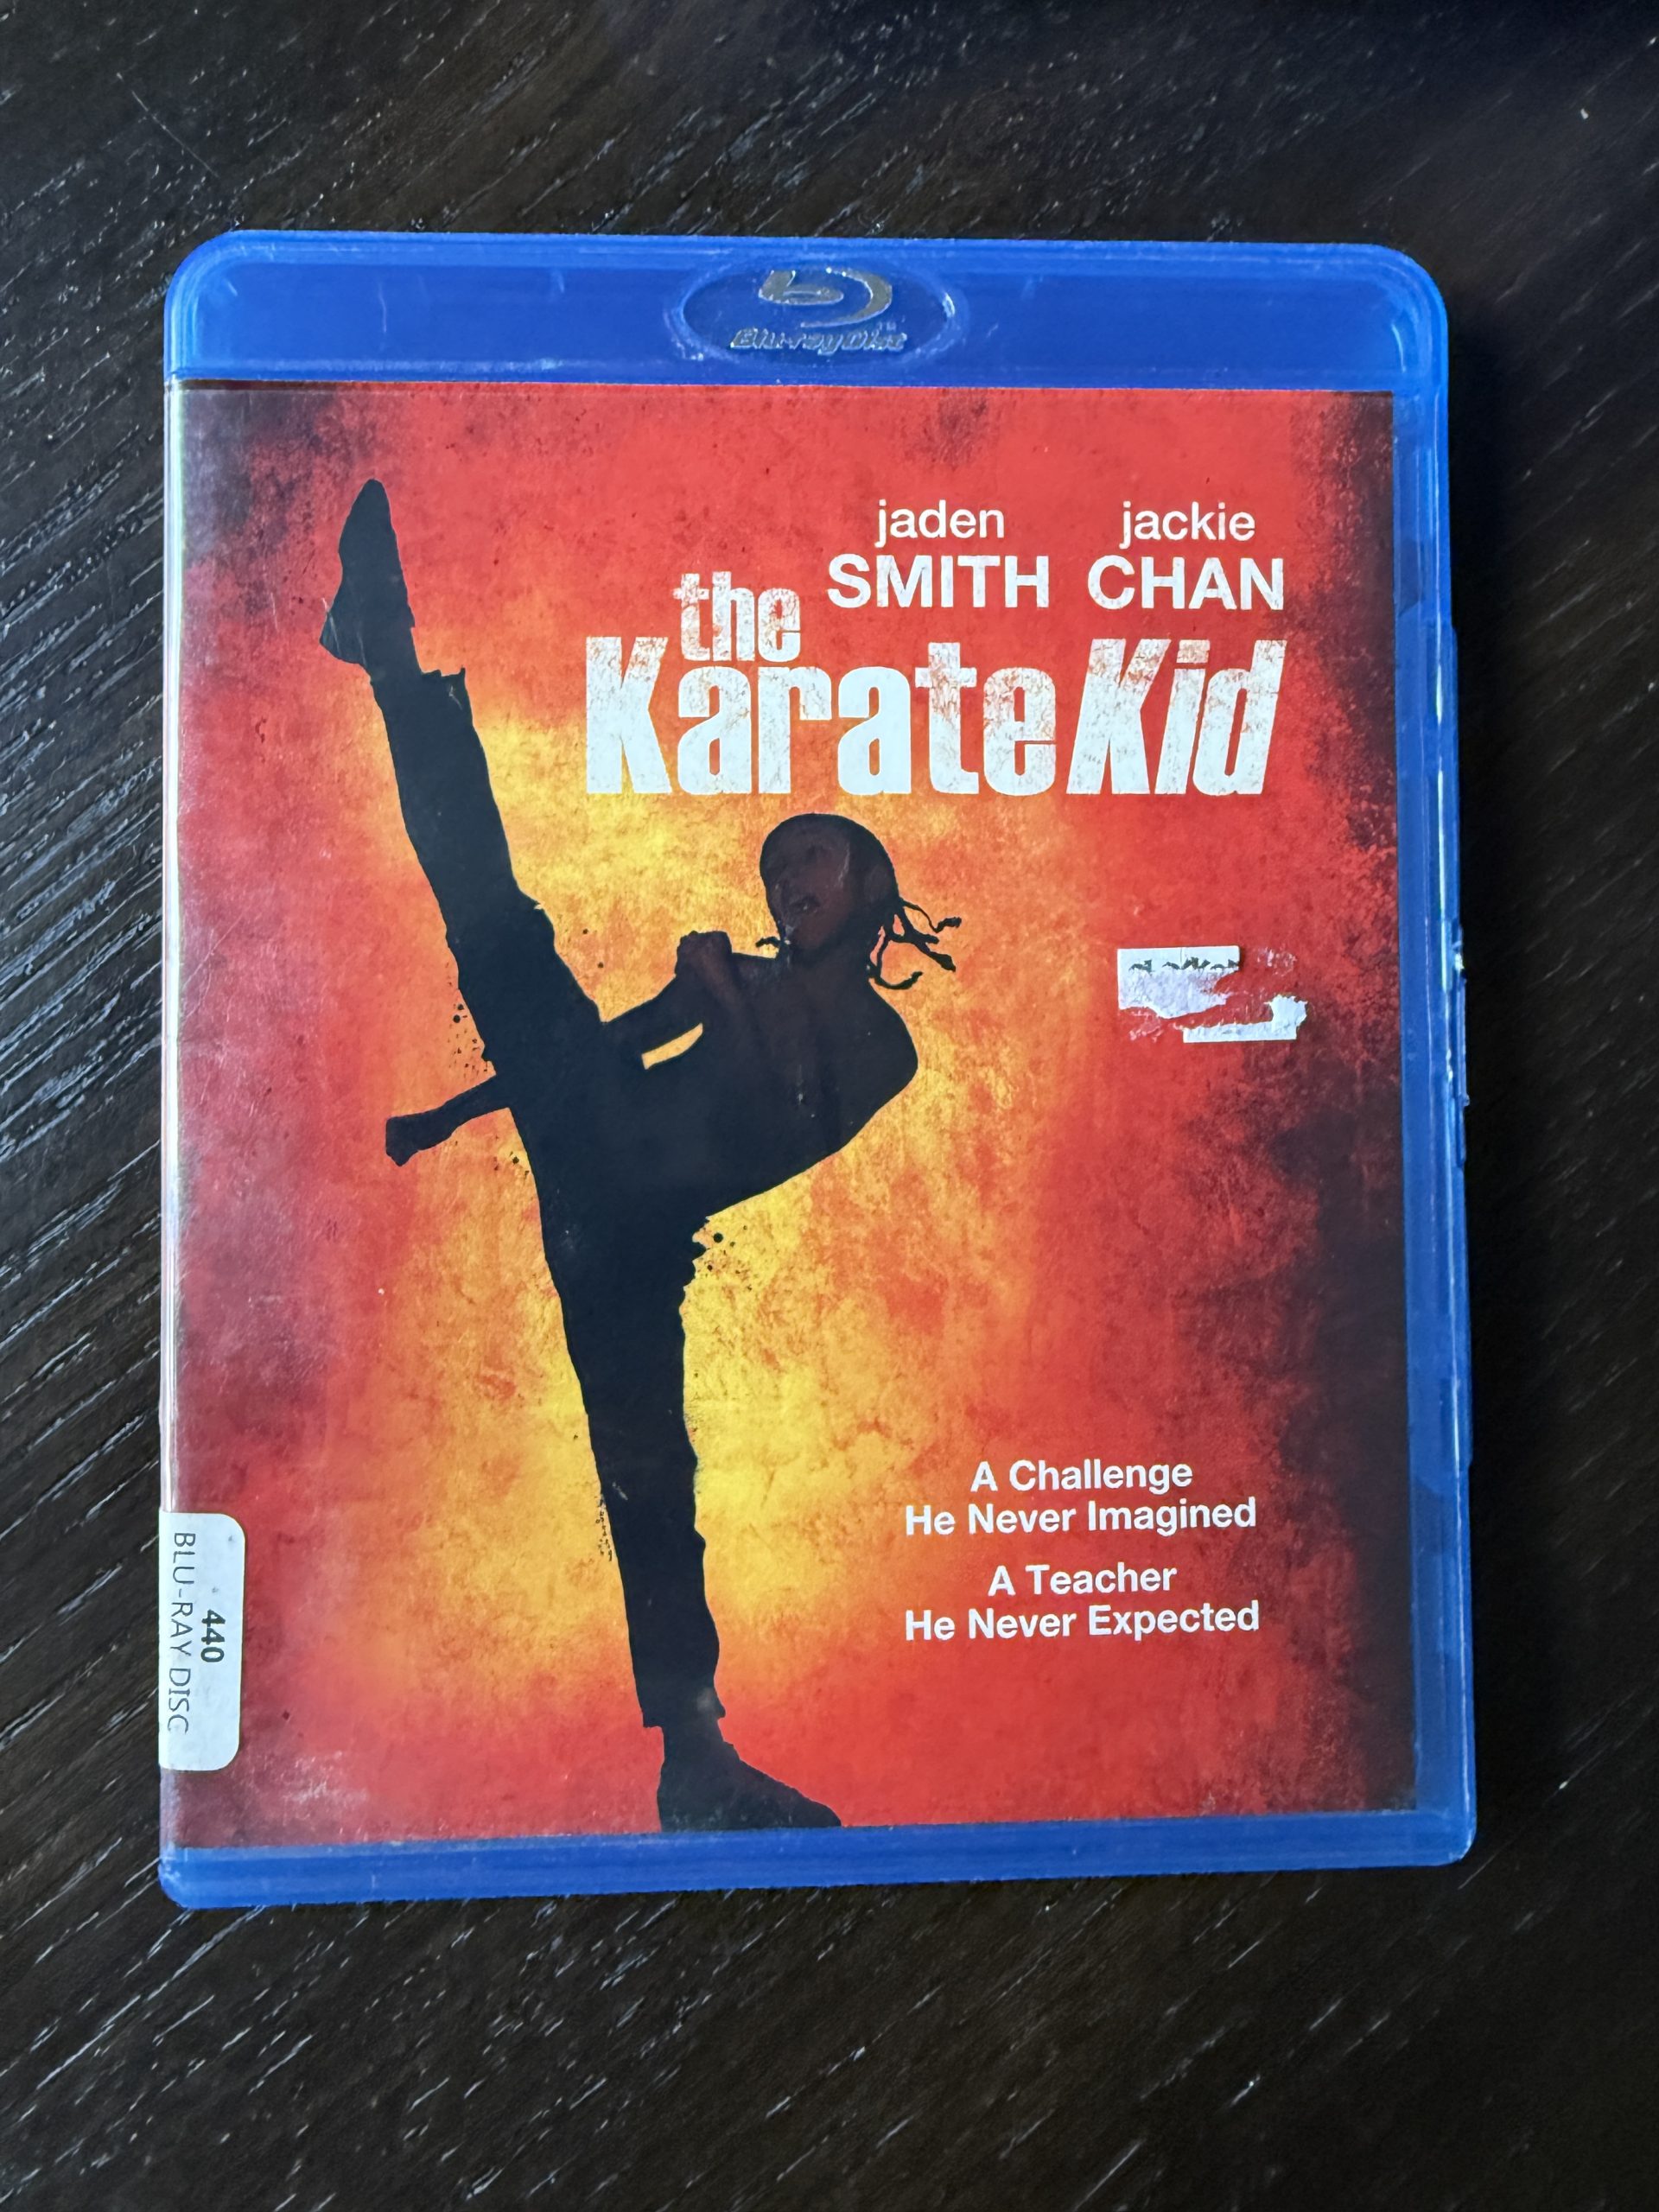 Blu-ray Disc
jaden jackie
SMITH CHAN
the
Karate Kid
A Challenge
He Never Imagined
A Teacher
He Never Expected
440
BLU-RAY DISC